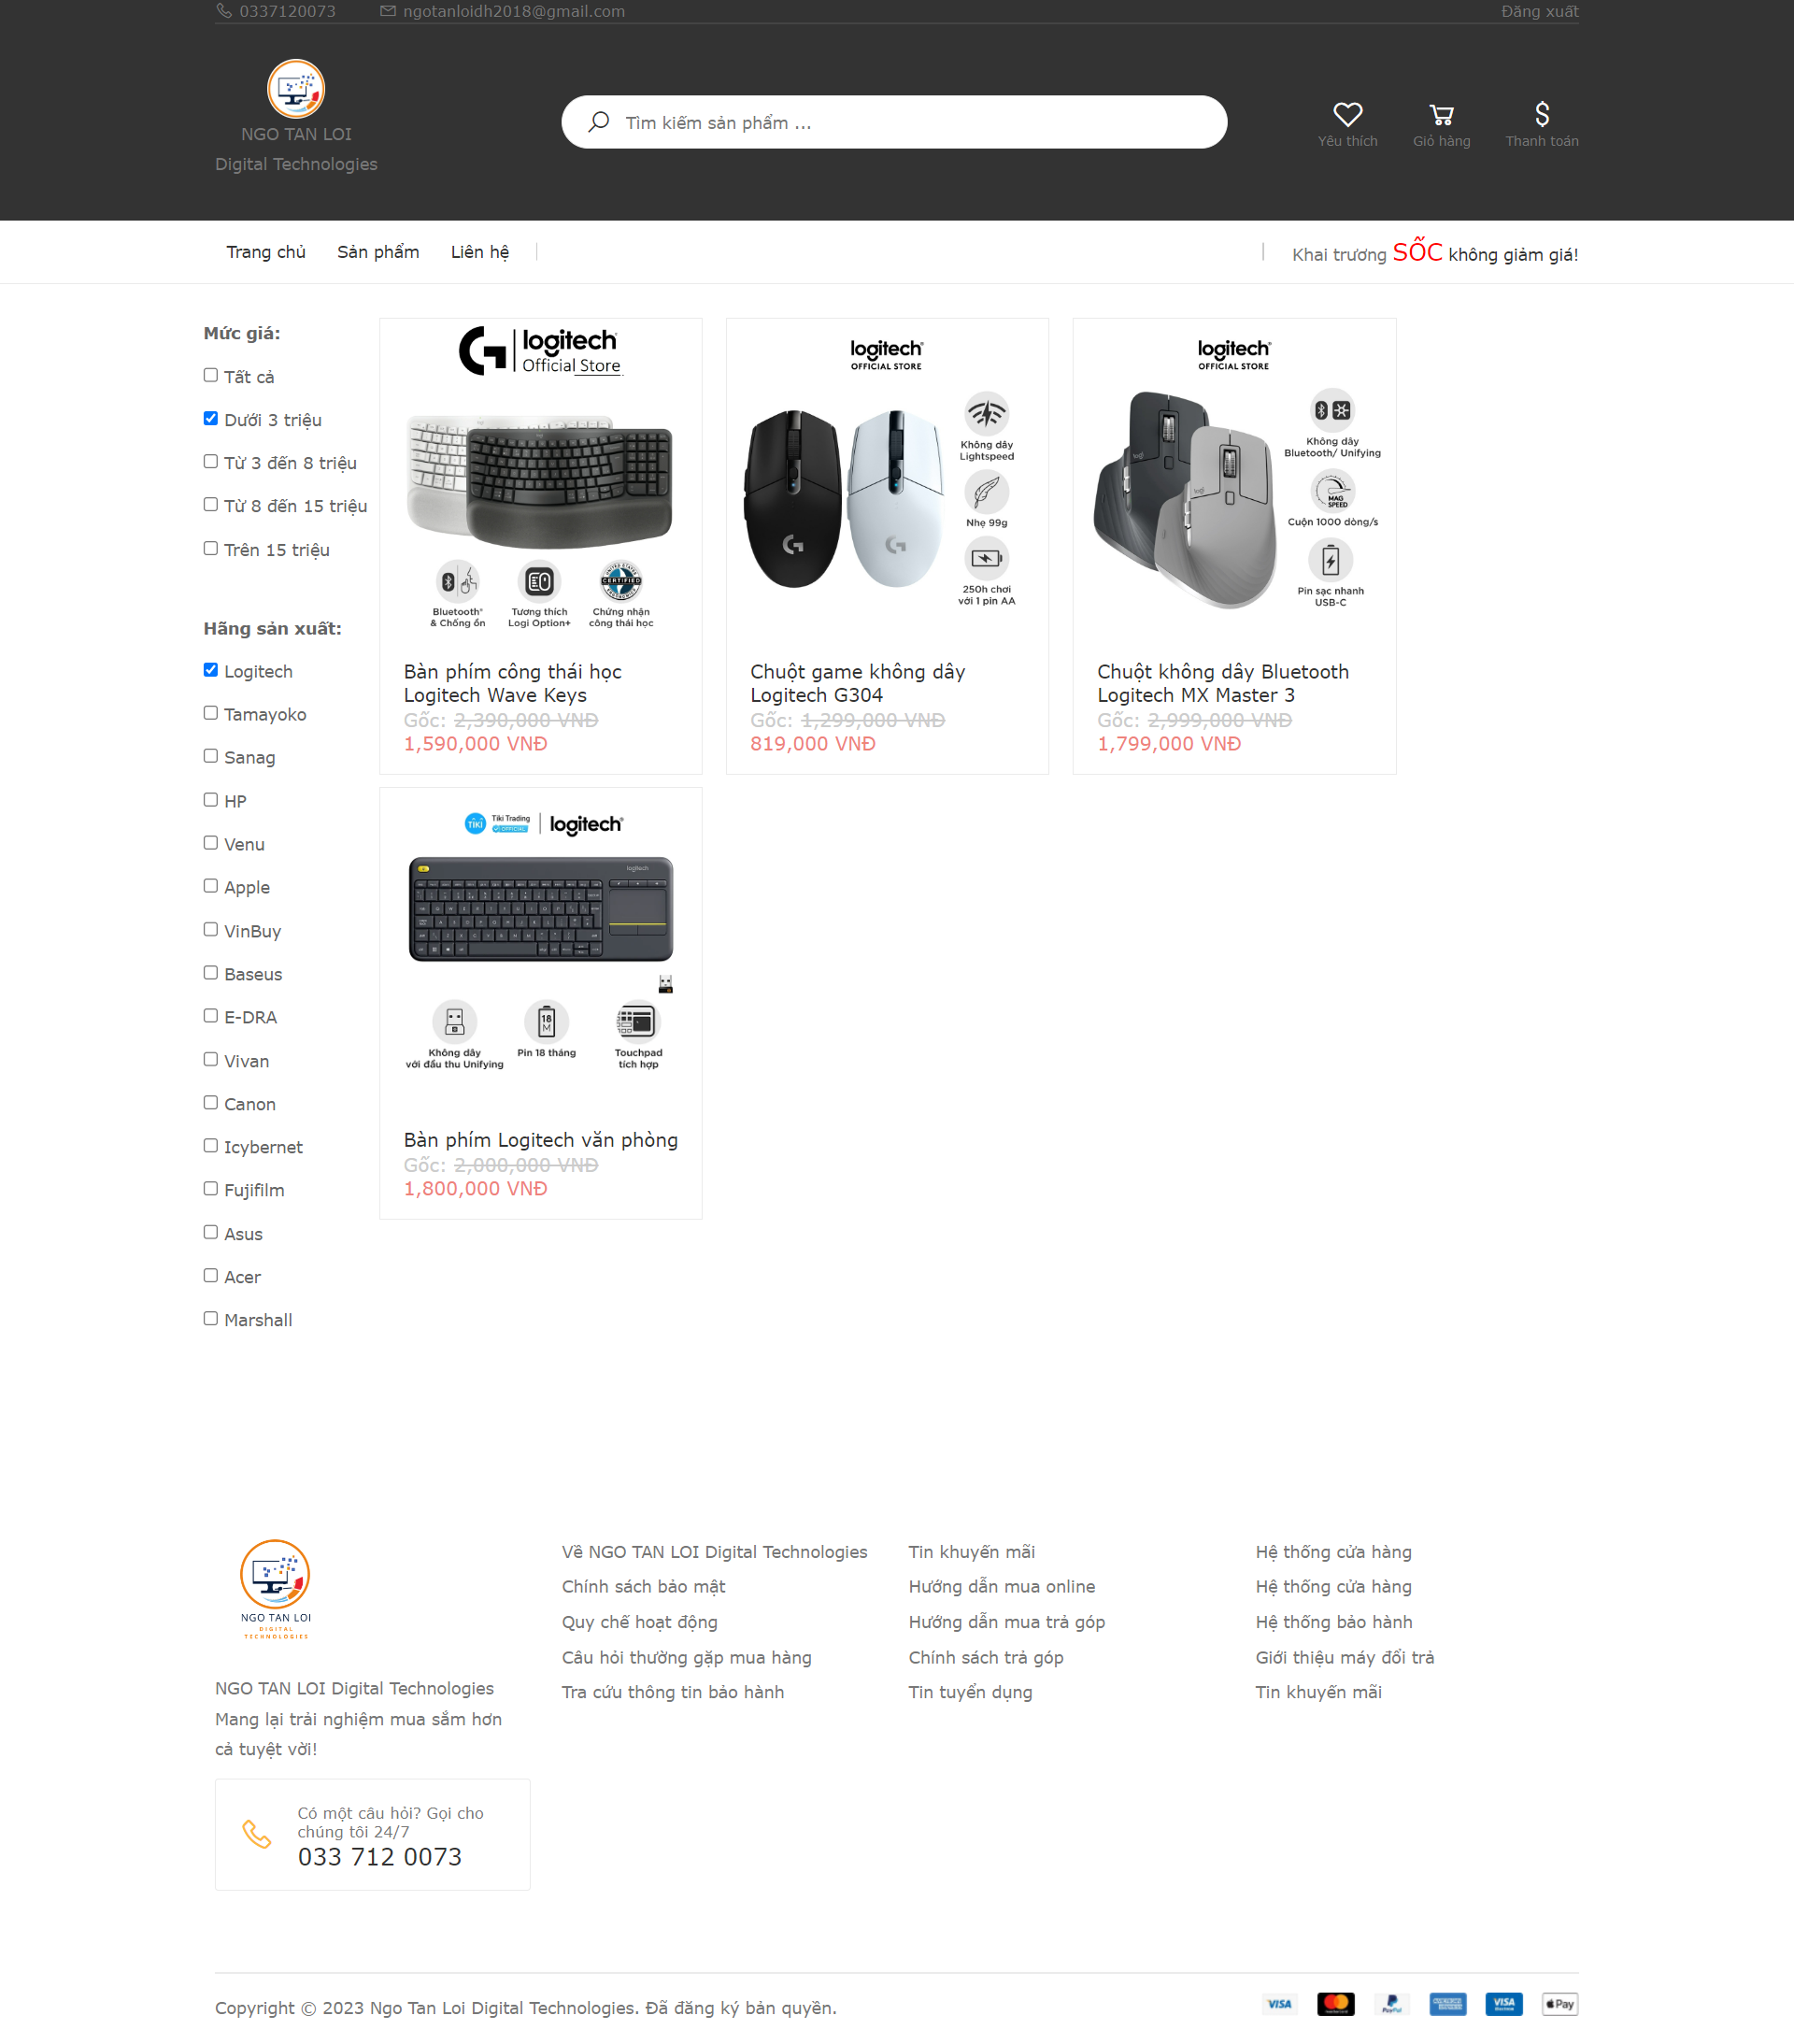 0337120073
ngotanloidh2018@gmail.com
Đăng xuất
NGO TAN LOI
Digital Technologies
Tìm kiếm sản phẩm ...
Yêu thích
Giỏ hàng
Thanh toán
Trang chủ
Sản phẩm
Liên hệ
Khai trương SỐC không giảm giá!
Mức giá:
Tất cả
Dưới 3 triệu
Từ 3 đến 8 triệu
Từ 8 đến 15 triệu
Trên 15 triệu
Hãng sản xuất:
Logitech
Tamayoko
Sanag
HP
Venu
Apple
VinBuy
Baseus
E-DRA
Vivan
Canon
Icybernet
Fujifilm
Asus
Acer
Marshall
logitech
Official Store
Bluetooth®
& Chống ồn
Tương thích
Logi Option+
CERTIFIED
Chứng nhận
công thái học
Bàn phím công thái học
Logitech Wave Keys
Gốc: 2,390,000 VNĐ
1,590,000 VNĐ
logitech
OFFICIAL STORE
Không dây
Lightspeed
Nhẹ 99g
250h chơi
với 1 pin AA
Chuột game không dây
Logitech G304
Gốc: 1,299,000 VNĐ
819,000 VNĐ
logitech
OFFICIAL STORE
Không dây
Bluetooth/ Unifying
MAG
SPEED
Cuộn 1000 dòng/s
Pin sạc nhanh
USB-C
Chuột không dây Bluetooth
Logitech MX Master 3
Gốc: 2,999,000 VNĐ
1,799,000 VNĐ
TIKI
Tiki Trading
OFFICIAL
logitech
logitech
18
M
Không dây
với đầu thu Unifying
Pin 18 tháng
Touchpad
tích hợp
Bàn phím Logitech văn phòng
Gốc: 2,000,000 VNĐ
1,800,000 VNĐ
NGO TAN LOI
DIGITAL
TECHNOLOGIES
NGO TAN LOI Digital Technologies
Mang lại trải nghiệm mua sắm hơn
cả tuyệt vời!
Có một câu hỏi? Gọi cho
chúng tôi 24/7
033 712 0073
Về NGO TAN LOI Digital Technologies
Chính sách bảo mật
Quy chế hoạt động
Câu hỏi thường gặp mua hàng
Tra cứu thông tin bảo hành
Tin khuyến mãi
Hướng dẫn mua online
Hướng dẫn mua trả góp
Chính sách trả góp
Tin tuyển dụng
Hệ thống cửa hàng
Hệ thống cửa hàng
Hệ thống bảo hành
Giới thiệu máy đổi trả
Tin khuyến mãi
Copyright © 2023 Ngo Tan Loi Digital Technologies. Đã đăng ký bản quyền.
VISA
PayPal
VISA
Pay